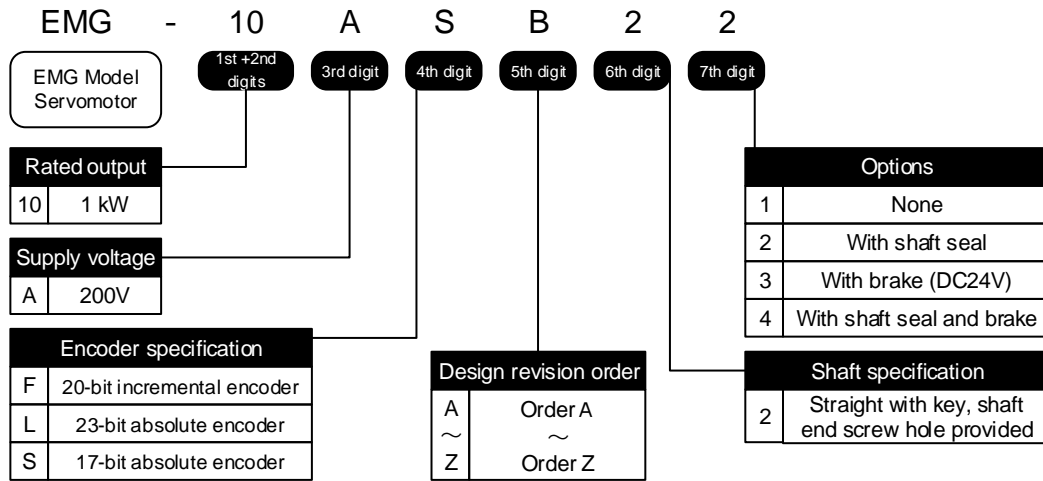 EMG - 10 A S B 2 2
EMG Model
Servomotor
1st +2nd
digits
3rd digit
4th digit
5th digit
6th digit
7th digit
Rated output
10 1 kW
Supply voltage
A 200V
Encoder specification
F 20-bit incremental encoder
L 23-bit absolute encoder
S 17-bit absolute encoder
Design revision order
A Order A
～ ～
Z Order Z
Options
1 None
2 With shaft seal
3 With brake (DC24V)
4 With shaft seal and brake
Shaft specification
2 Straight with key, shaft
end screw hole provided